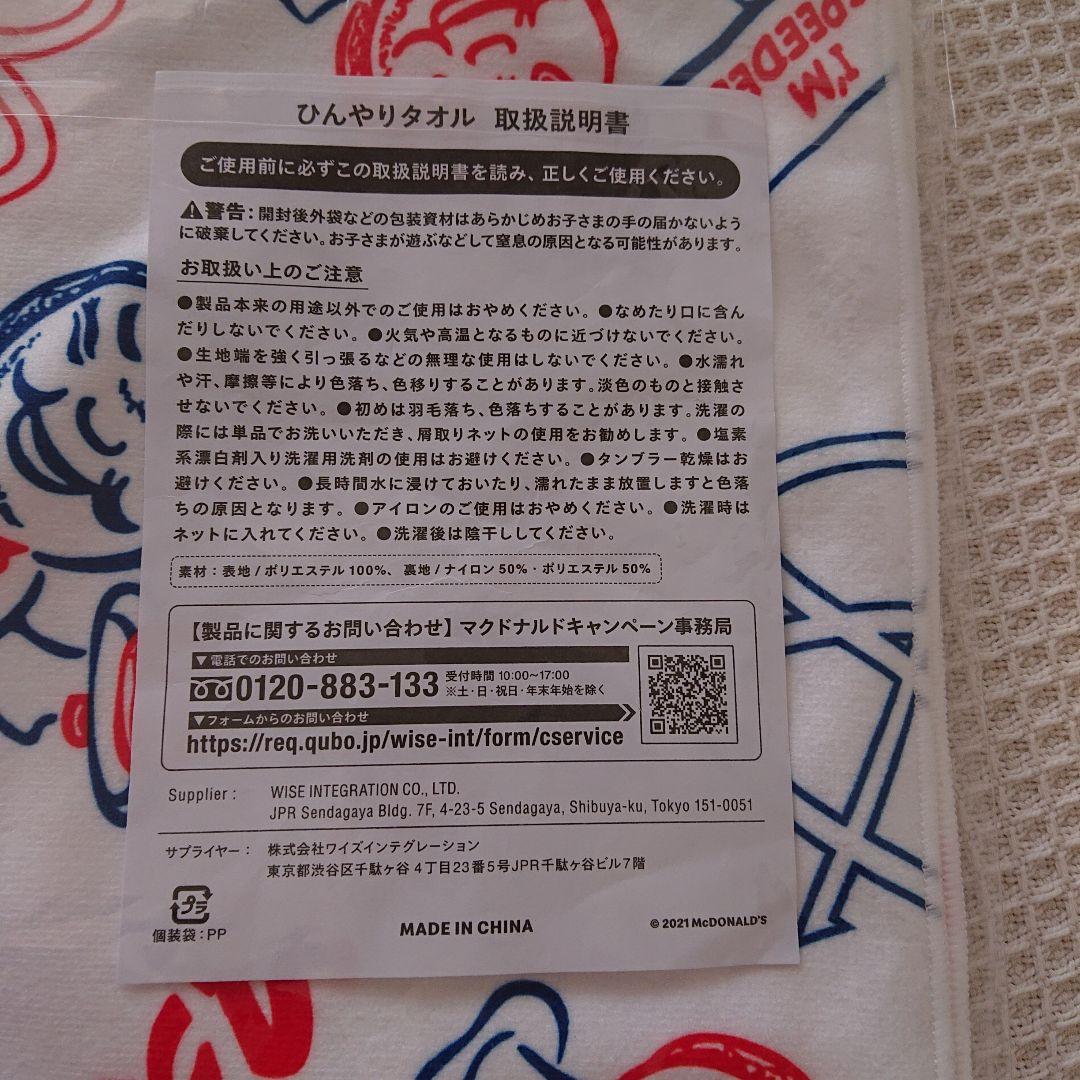 I'M
SPEEDEE
ひんやりタオル 取扱説明書
ご使用前に必ずこの取扱説明書を読み、正しくご使用ください。
⚠警告：開封後外袋などの包装資材はあらかじめお子さまの手の届かないよう
に破棄してください。お子さまが遊ぶなどして窒息の原因となる可能性があります。
お取扱い上のご注意
●製品本来の用途以外でのご使用はおやめください。●なめたり口に含ん
だりしないでください。●火気や高温となるものに近づけないでください。
●生地端を強く引っ張るなどの無理な使用はしないでください。●水濡れ
や汗、摩擦等により色落ち、色移りすることがあります。淡色のものと接触さ
せないでください。●初めは羽毛落ち、色落ちすることがあります。洗濯の
際には単品でお洗いいただき、屑取りネットの使用をお勧めします。●塩素
系漂白剤入り洗濯用洗剤の使用はお避けください。●タンブラー乾燥はお
避けください。●長時間水に浸けておいたり、濡れたまま放置しますと色落
ちの原因となります。●アイロンのご使用はおやめください。●洗濯時は
ネットに入れてください。●洗濯後は陰干ししてください。
素材：表地/ポリエステル100%、裏地/ナイロン50%・ポリエステル50%
【製品に関するお問い合わせ】マクドナルドキャンペーン事務局
▼電話でのお問い合わせ
0120-883-133 受付時間 10:00~17:00
※土・日・祝日・年末年始を除く
▼フォームからのお問い合わせ
https://req.qubo.jp/wise-int/form/cservice
Supplier : WISE INTEGRATION CO., LTD.
JPR Sendagaya Bldg. 7F, 4-23-5 Sendagaya, Shibuya-ku, Tokyo 151-0051
サプライヤー： 株式会社ワイズインテグレーション
東京都渋谷区千駄ヶ谷4丁目23番5号JPR千駄ヶ谷ビル7階
プラ
個装袋：PP
MADE IN CHINA
© 2021 McDONALD'S